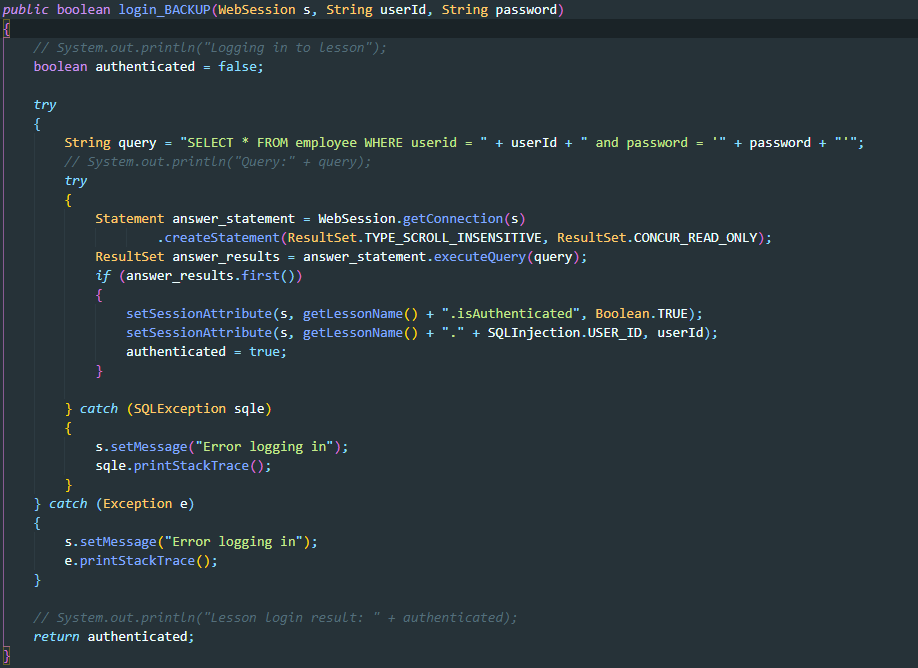 public boolean login_BACKUP(WebSession s, String userId, String password)
{
    // System.out.println("Logging in to lesson");
    boolean authenticated = false;

    try
    {
        String query = "SELECT * FROM employee WHERE userid = " + userId + " and password = '" + password + "'";
        // System.out.println("Query:" + query);
        try
        {
            Statement answer_statement = WebSession.getConnection(s)
                    .createStatement(ResultSet.TYPE_SCROLL_INSENSITIVE, ResultSet.CONCUR_READ_ONLY);
            ResultSet answer_results = answer_statement.executeQuery(query);
            if (answer_results.first())
            {
                setSessionAttribute(s, getLessonName() + ".isAuthenticated", Boolean.TRUE);
                setSessionAttribute(s, getLessonName() + "." + SQLInjection.USER_ID, userId);
                authenticated = true;
            }

        } catch (SQLException sqle)
        {
            s.setMessage("Error logging in");
            sqle.printStackTrace();
        }
    } catch (Exception e)
    {
        s.setMessage("Error logging in");
        e.printStackTrace();
    }

    // System.out.println("Lesson login result: " + authenticated);
    return authenticated;
}